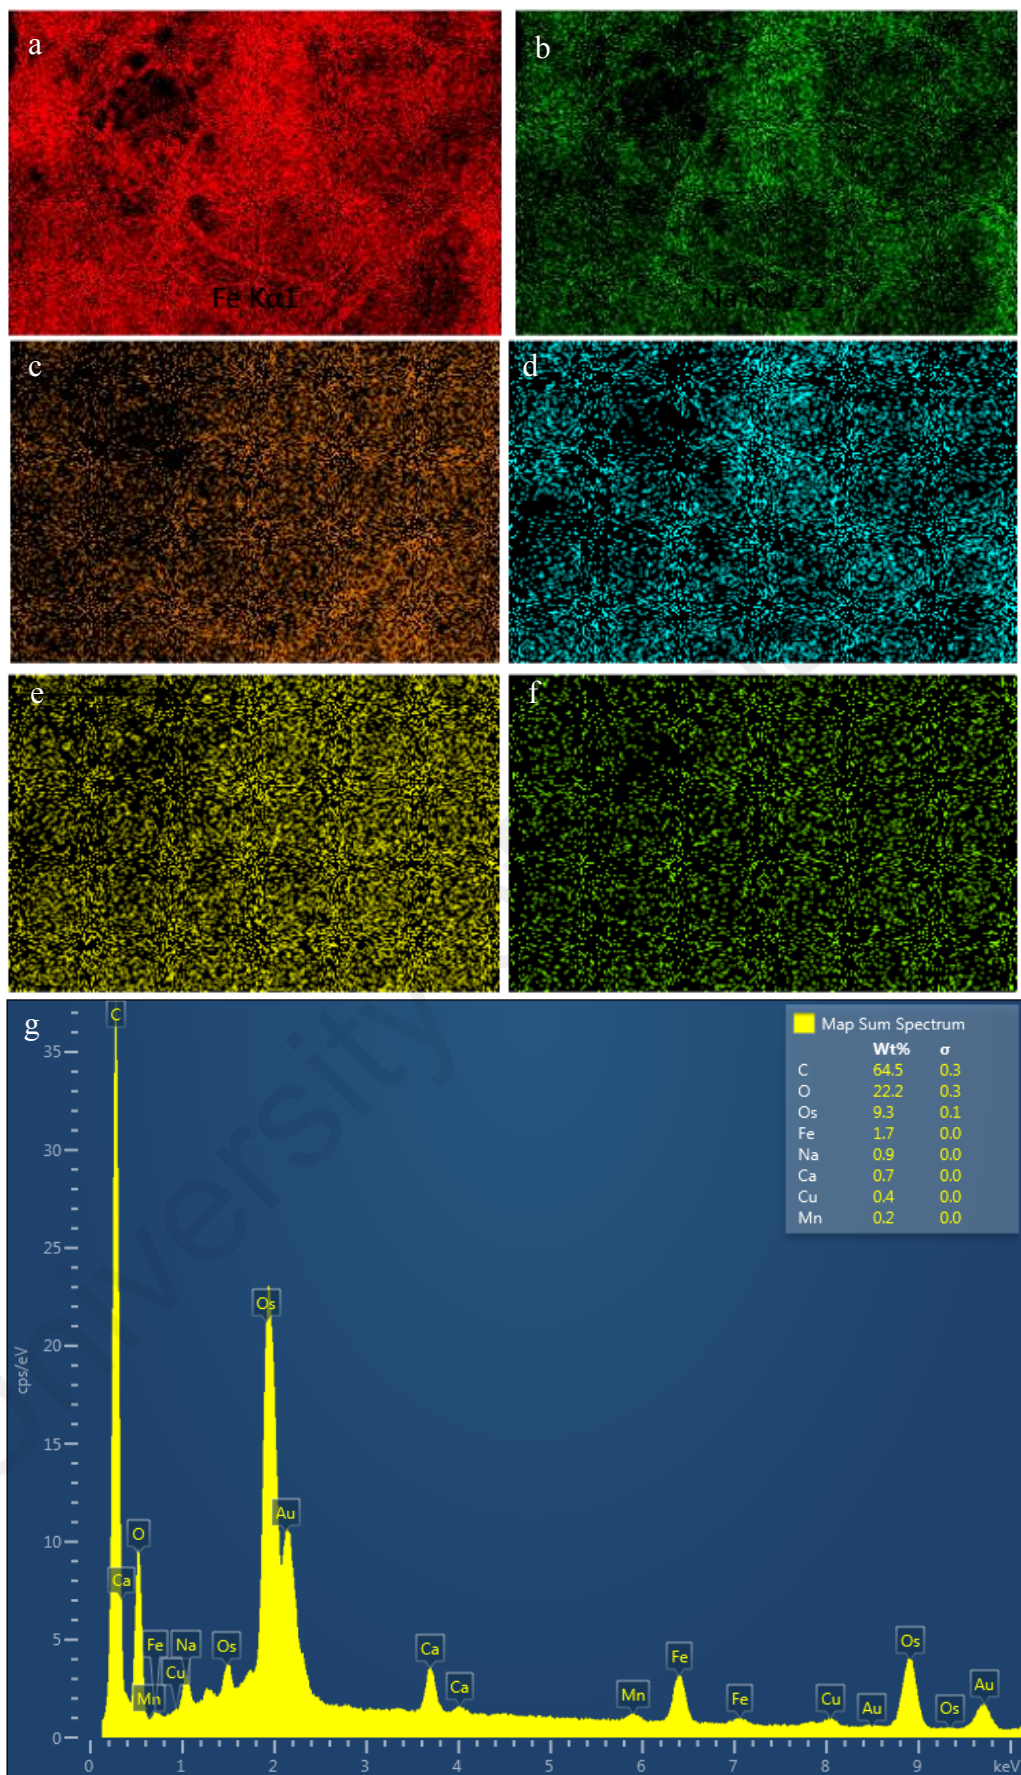 a
b
Fe Kα1
Na Kα1_2
c
d
e
f
g
C
Map Sum Spectrum
Wt% σ
C 64.5 0.3
O 22.2 0.3
Os 9.3 0.1
Fe 1.7 0.0
Na 0.9 0.0
Ca 0.7 0.0
Cu 0.4 0.0
Mn 0.2 0.0
35
30
25
20
15
10
5
0
cps/eV
Os
Au
O
Ca
Fe Na Os
Cu
Mn
Ca
Ca
Mn
Fe
Fe
Cu
Au
Os
Os
Au
0 1 2 3 4 5 6 7 8 9 keV
University